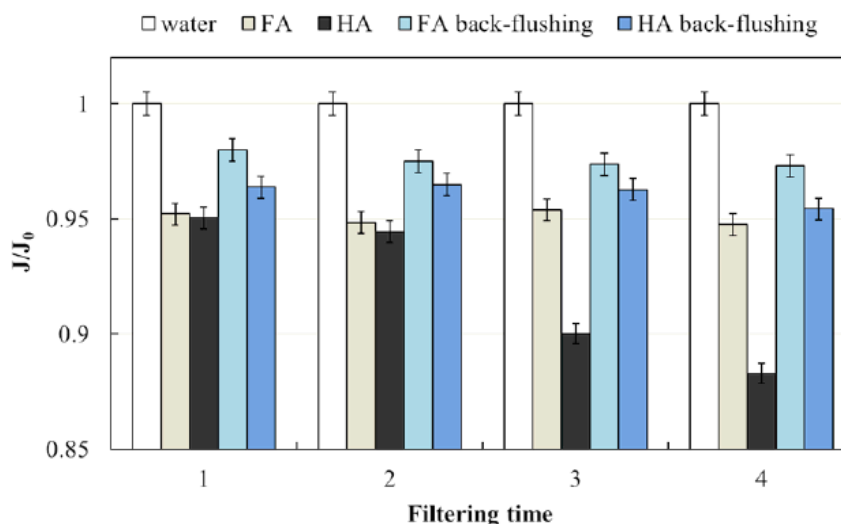 water FA HA FA back-flushing HA back-flushing
1
0.95
0.9
0.85
J/J₀
1 2 3 4
Filtering time